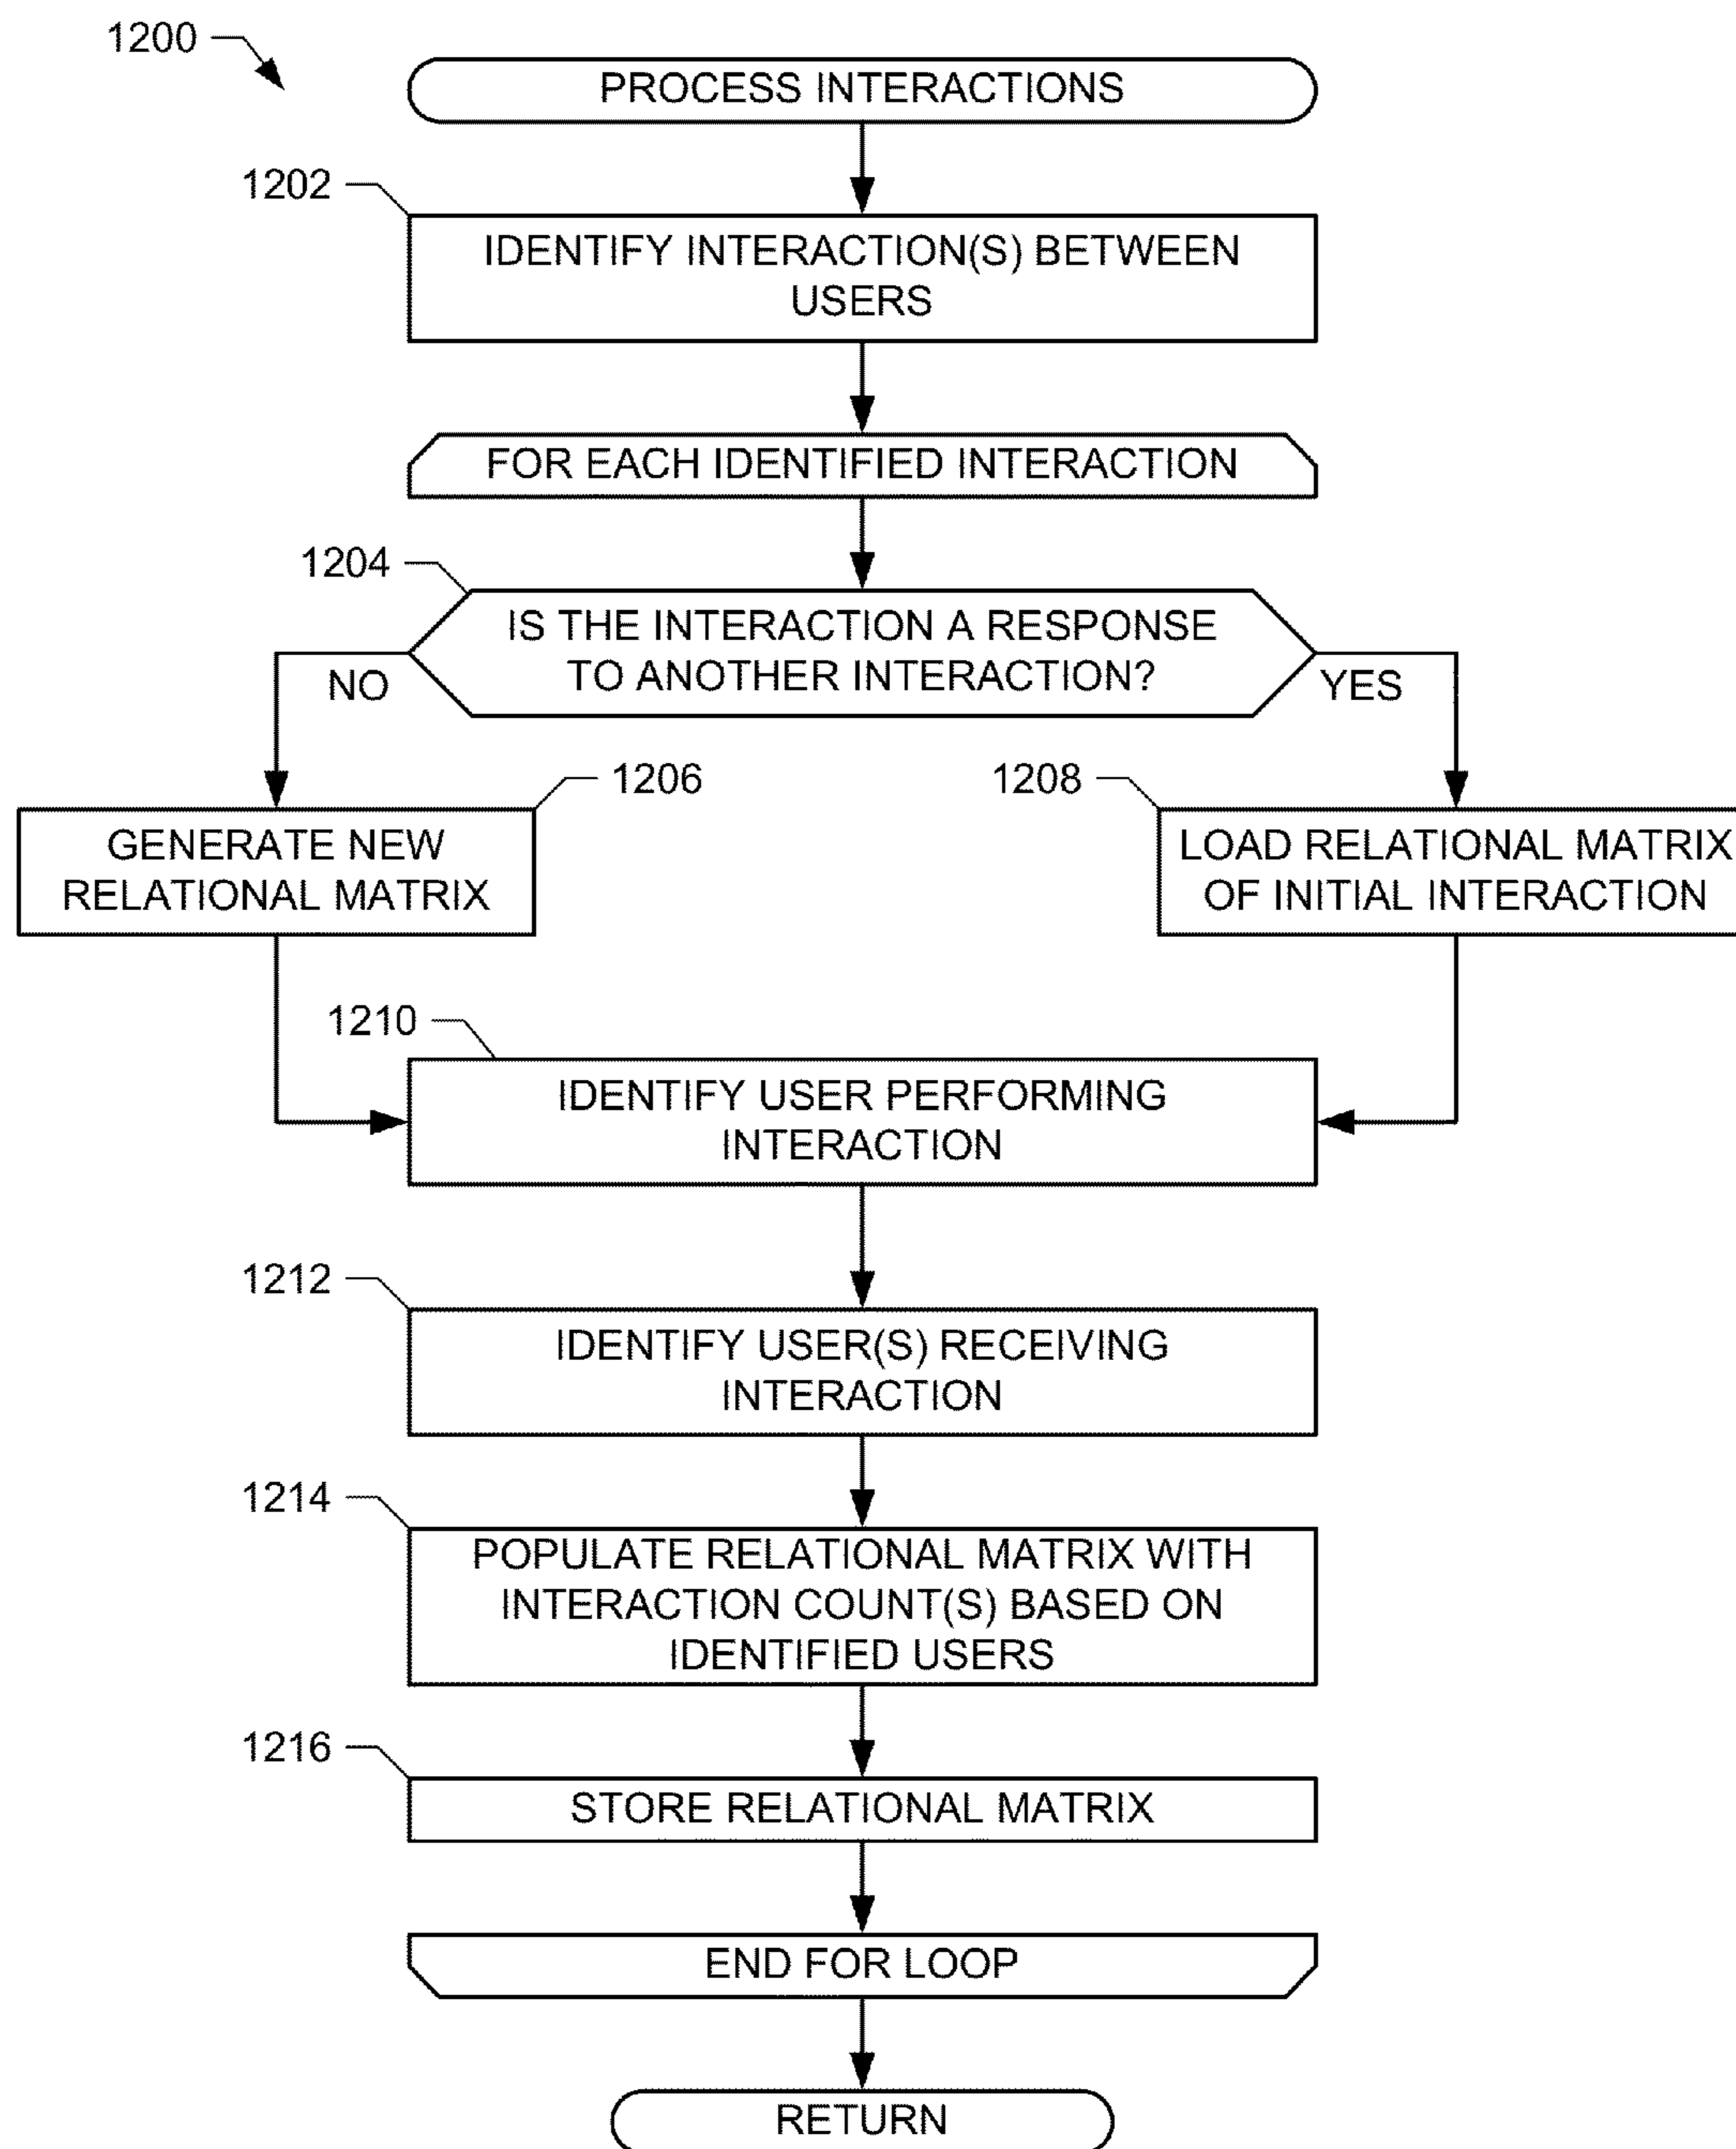 1200
PROCESS INTERACTIONS
1202
IDENTIFY INTERACTION(S) BETWEEN
USERS
FOR EACH IDENTIFIED INTERACTION
1204
IS THE INTERACTION A RESPONSE
TO ANOTHER INTERACTION?
NO
YES
1206
1208
GENERATE NEW
RELATIONAL MATRIX
LOAD RELATIONAL MATRIX
OF INITIAL INTERACTION
1210
IDENTIFY USER PERFORMING
INTERACTION
1212
IDENTIFY USER(S) RECEIVING
INTERACTION
1214
POPULATE RELATIONAL MATRIX WITH
INTERACTION COUNT(S) BASED ON
IDENTIFIED USERS
1216
STORE RELATIONAL MATRIX
END FOR LOOP
RETURN